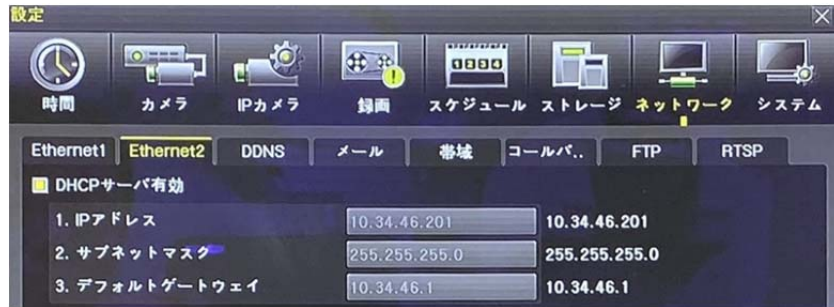 設定
時間 カメラ IPカメラ 録画 スケジュール ストレージ ネットワーク システム
Ethernet1 Ethernet2 DDNS メール 帯域 コールバ.. FTP RTSP
DHCPサーバ有効
1. IPアドレス 10.34.46.201 10.34.46.201
2. サブネットマスク 255.255.255.0 255.255.255.0
3. デフォルトゲートウェイ 10.34.46.1 10.34.46.1